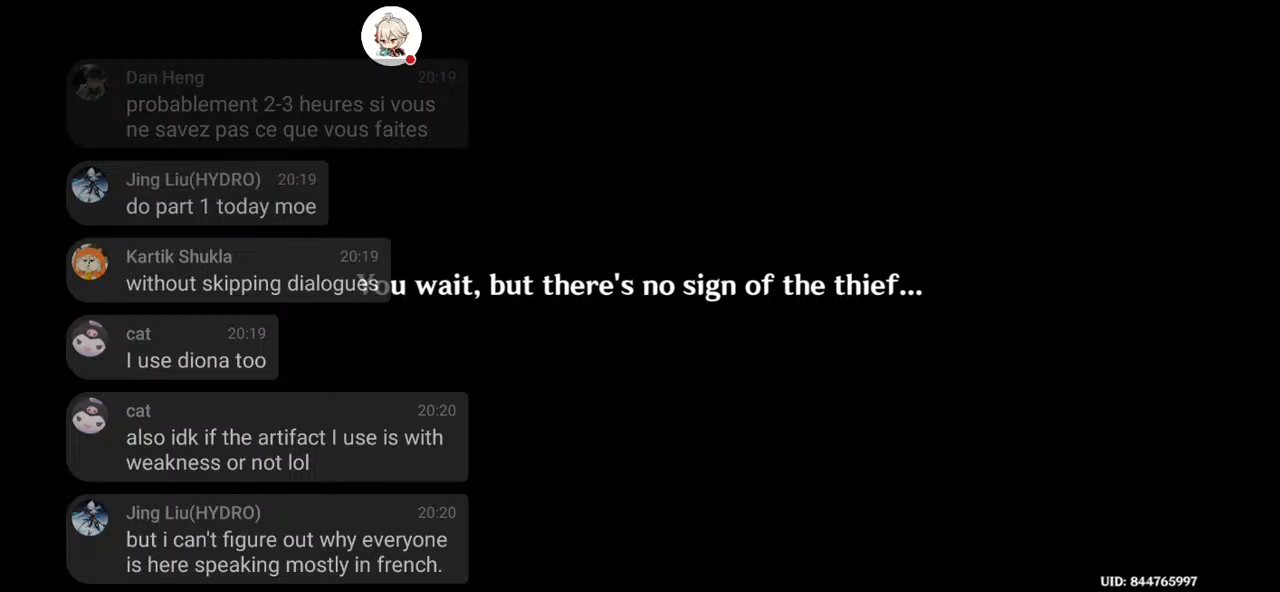 Dan Heng 20:19
probablement 2-3 heures si vous
ne savez pas ce que vous faites
Jing Liu(HYDRO) 20:19
do part 1 today moe
Kartik Shukla 20:19
without skipping dialogues
You wait, but there's no sign of the thief...
cat 20:19
I use diona too
cat 20:20
also idk if the artifact I use is with
weakness or not lol
Jing Liu(HYDRO) 20:20
but i can't figure out why everyone
is here speaking mostly in french.
UID: 844765997